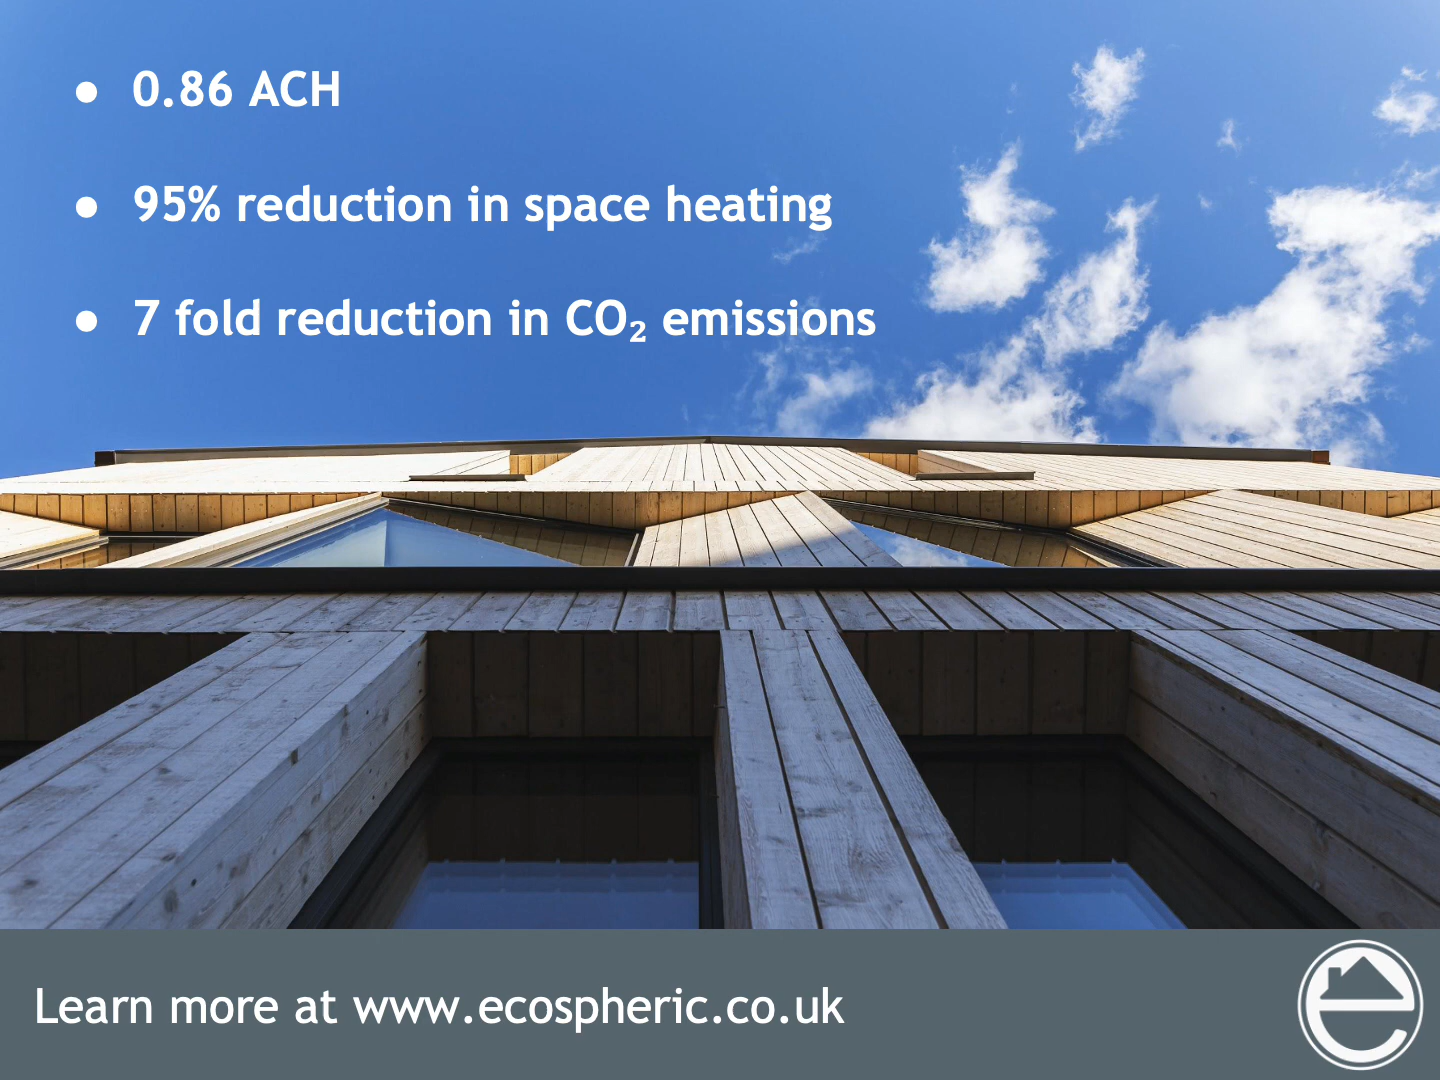 ● 0.86 ACH
● 95% reduction in space heating
● 7 fold reduction in CO₂ emissions
Learn more at www.ecospheric.co.uk